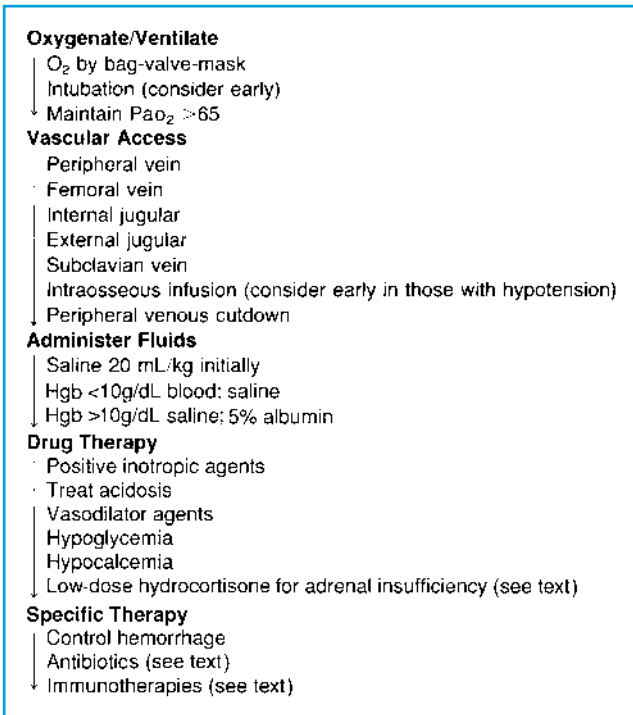 Oxygenate/Ventilate
O₂ by bag-valve-mask
Intubation (consider early)
Maintain Pao₂ >65
Vascular Access
Peripheral vein
Femoral vein
Internal jugular
External jugular
Subclavian vein
Intraosseous infusion (consider early in those with hypotension)
Peripheral venous cutdown
Administer Fluids
Saline 20 mL/kg initially
Hgb <10g/dL blood; saline
Hgb >10g/dL saline; 5% albumin
Drug Therapy
Positive inotropic agents
Treat acidosis
Vasodilator agents
Hypoglycemia
Hypocalcemia
Low-dose hydrocortisone for adrenal insufficiency (see text)
Specific Therapy
Control hemorrhage
Antibiotics (see text)
Immunotherapies (see text)